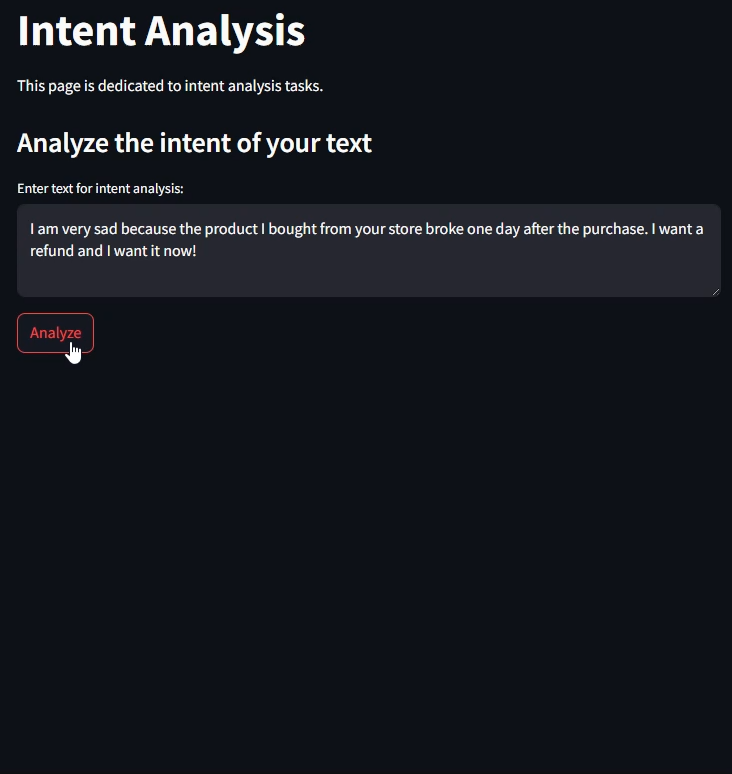 Intent Analysis
This page is dedicated to intent analysis tasks.
Analyze the intent of your text
Enter text for intent analysis:
I am very sad because the product I bought from your store broke one day after the purchase. I want a
refund and I want it now!
Analyze